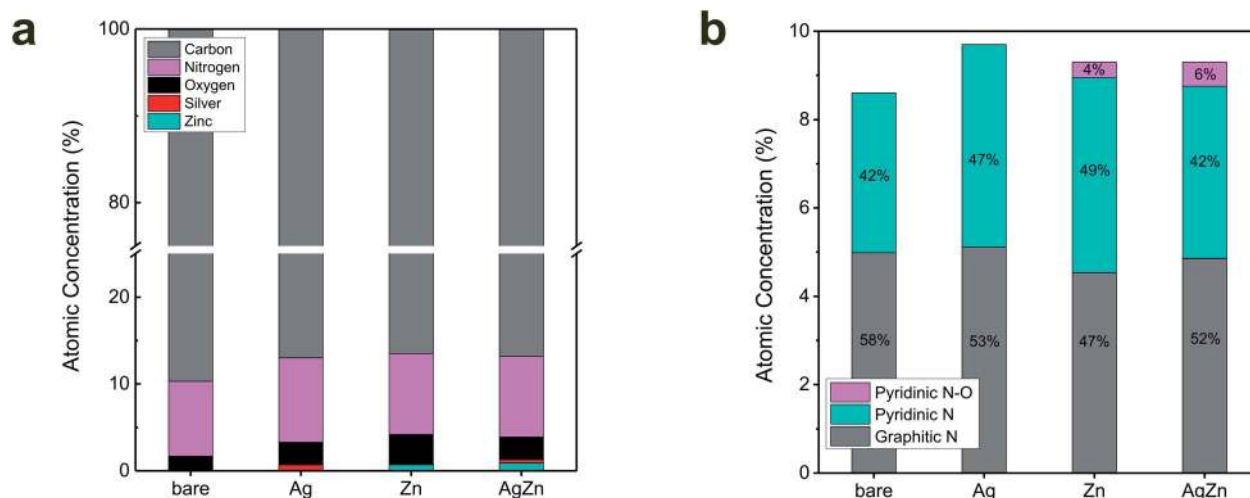 a
Atomic Concentration (%)
100
80
20
10
0
Carbon
Nitrogen
Oxygen
Silver
Zinc
bare Ag Zn AgZn
b
Atomic Concentration (%)
10
8
6
4
2
0
4% 6%
42% 47% 49% 42%
58% 53% 47% 52%
Pyridinic N-O
Pyridinic N
Graphitic N
bare Ag Zn AgZn